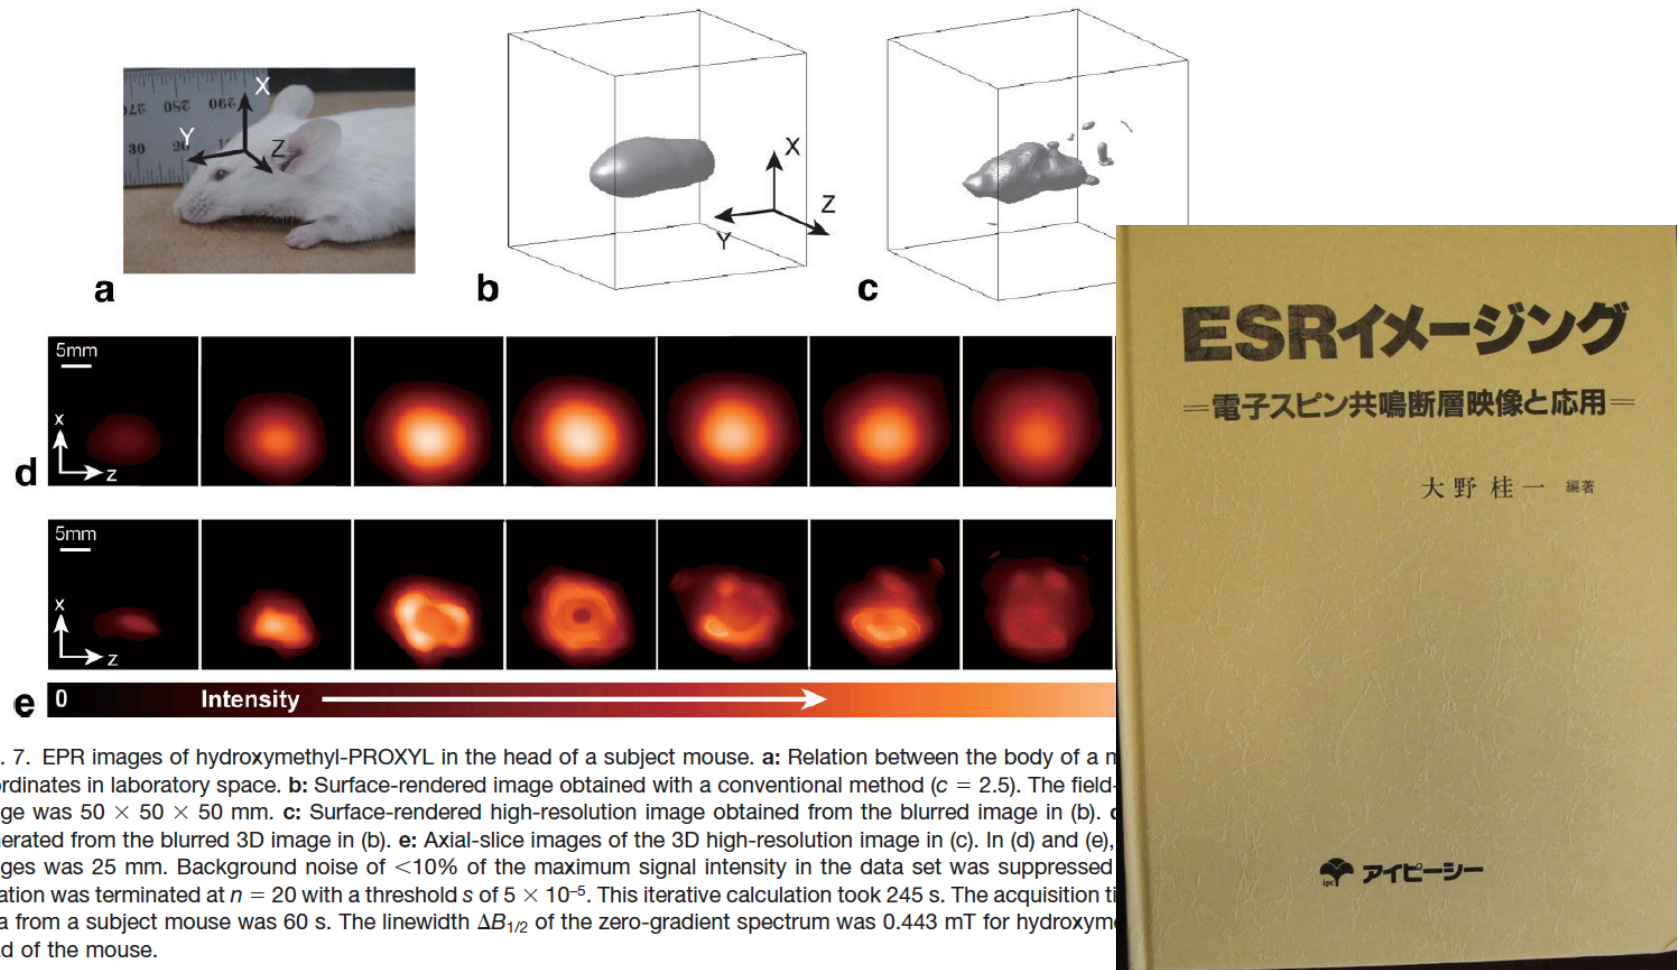 X
Y
Z
30
a
X
Y
Z
b
c
5mm
x
z
d
5mm
x
z
e
0
Intensity
. 7. EPR images of hydroxymethyl-PROXYL in the head of a subject mouse. a: Relation between the body of a
ordinates in laboratory space. b: Surface-rendered image obtained with a conventional method (c = 2.5). The field-
ge was 50 × 50 × 50 mm. c: Surface-rendered high-resolution image obtained from the blurred image in (b).
nerated from the blurred 3D image in (b). e: Axial-slice images of the 3D high-resolution image in (c). In (d) and (e),
ges was 25 mm. Background noise of <10% of the maximum signal intensity in the data set was suppressed
ation was terminated at n = 20 with a threshold s of 5 × 10–5. This iterative calculation took 245 s. The acquisition ti
a from a subject mouse was 60 s. The linewidth ΔB1/2 of the zero-gradient spectrum was 0.443 mT for hydroxyme
d of the mouse.
ESRイメージング
=電子スピン共鳴断層映像と応用=
大野桂一 編著
ipc アイピーシー